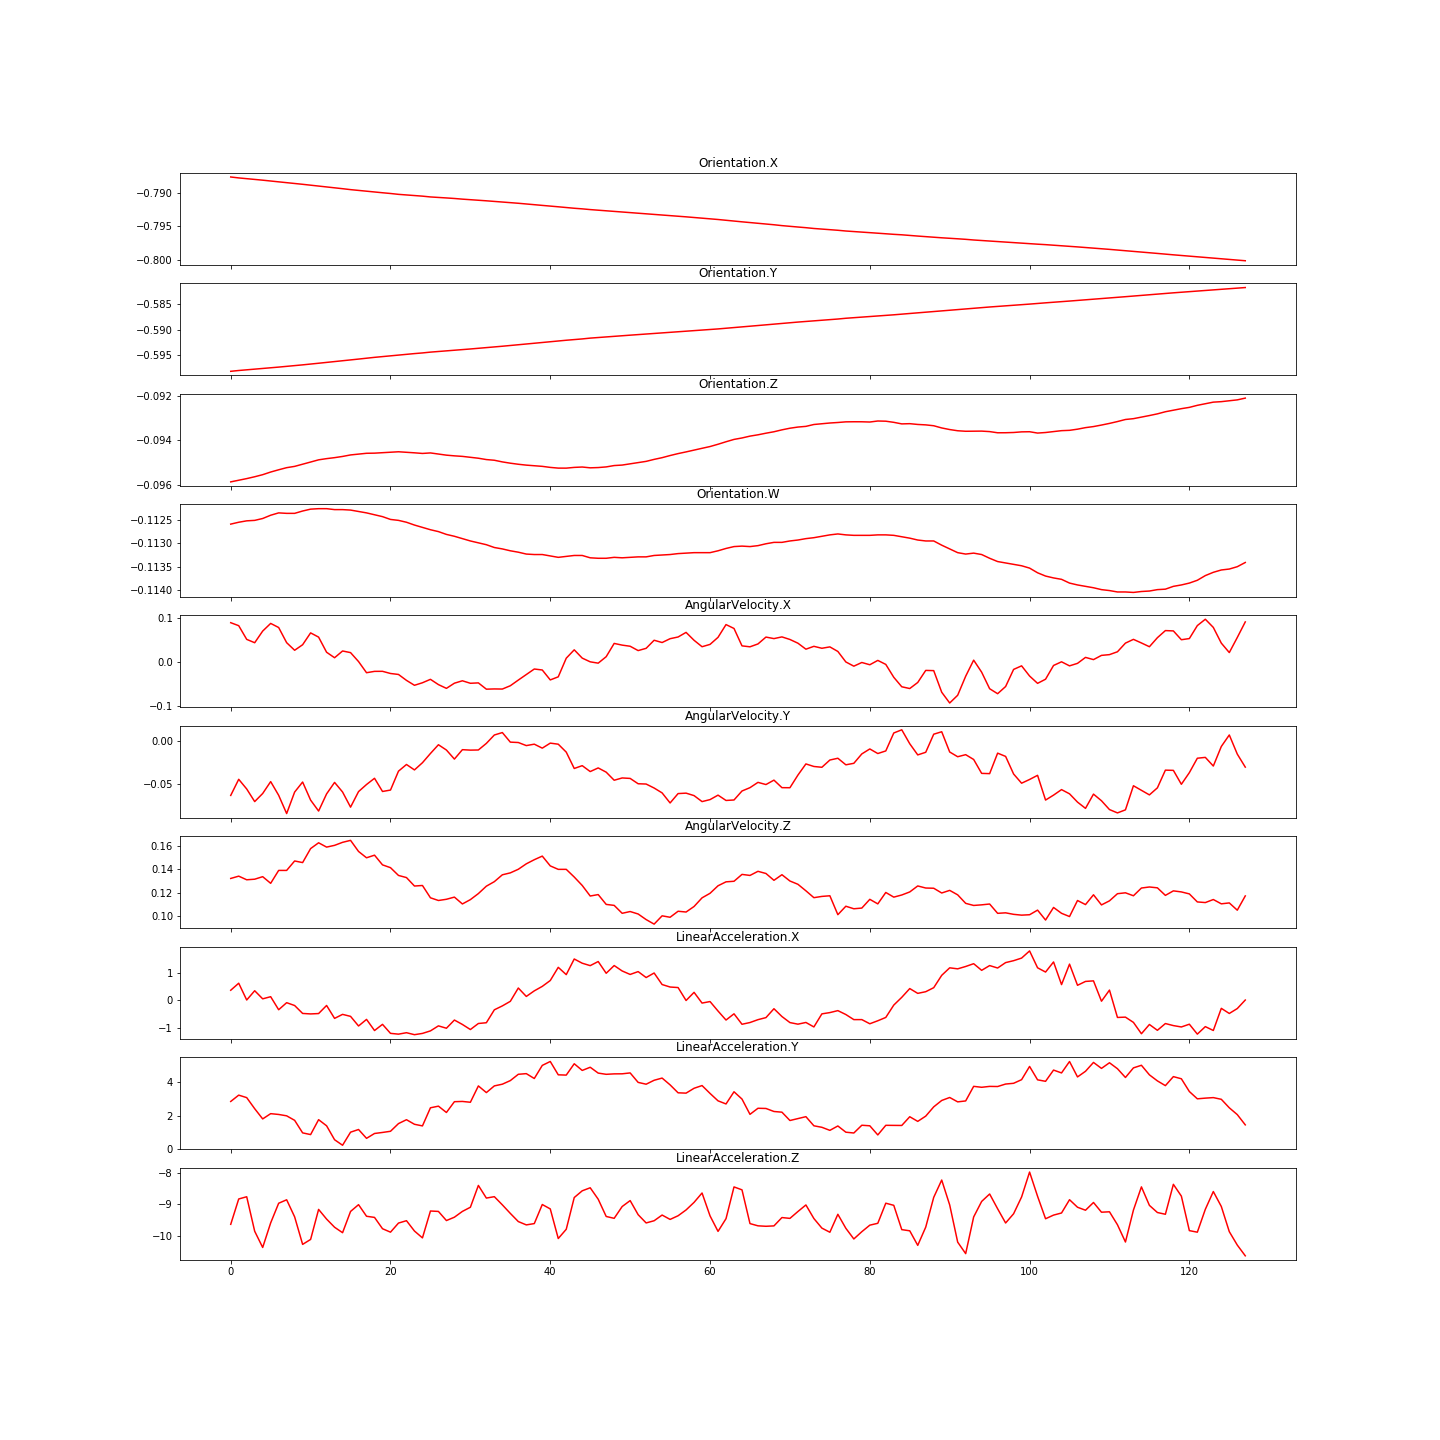 Orientation.X
−0.790
−0.795
−0.800
Orientation.Y
−0.585
−0.590
−0.595
Orientation.Z
−0.092
−0.094
−0.096
Orientation.W
−0.1125
−0.1130
−0.1135
−0.1140
AngularVelocity.X
0.1
0.0
−0.1
AngularVelocity.Y
0.00
−0.05
AngularVelocity.Z
0.16
0.14
0.12
0.10
LinearAcceleration.X
1
0
−1
LinearAcceleration.Y
4
2
0
LinearAcceleration.Z
−8
−9
−10
0 20 40 60 80 100 120